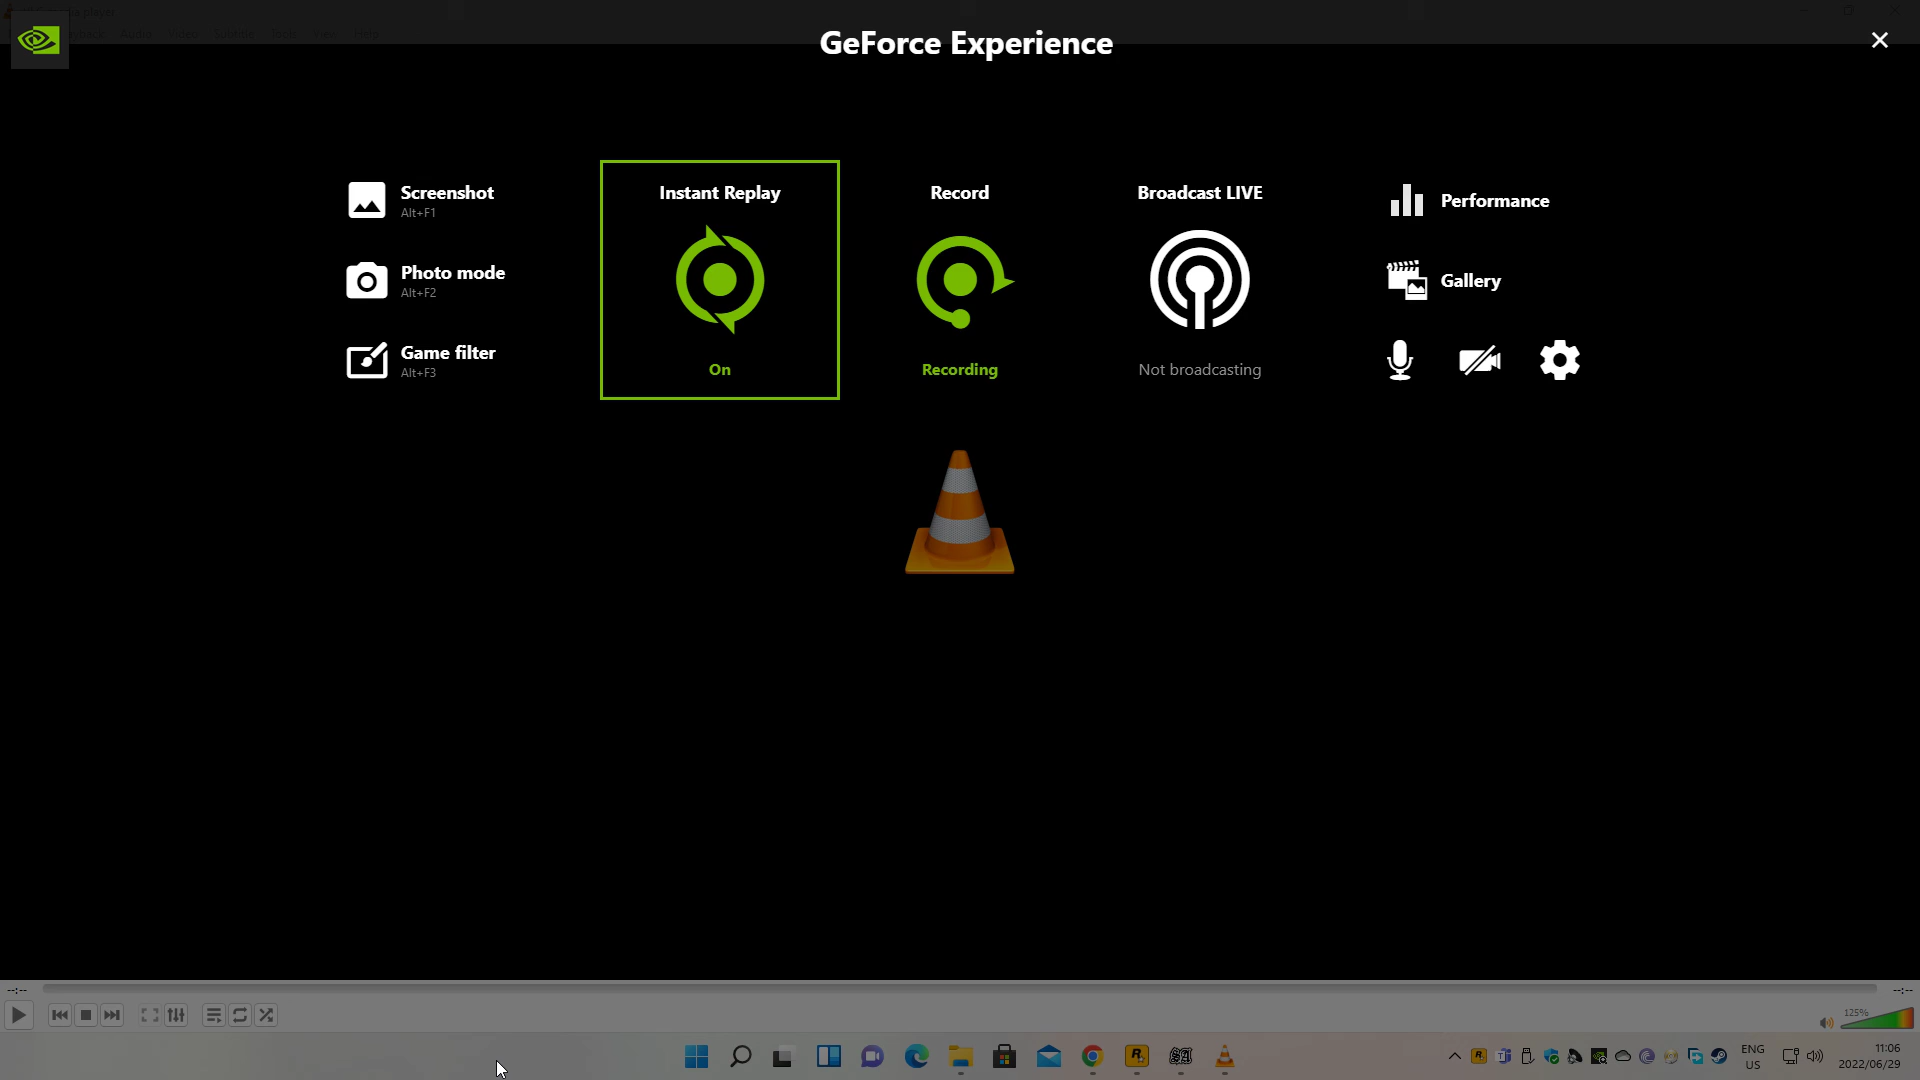 GeForce Experience
Screenshot
Alt+F1
Photo mode
Alt+F2
Game filter
Alt+F3
Instant Replay
On
Record
Recording
Broadcast LIVE
Not broadcasting
Performance
Gallery
--:--
--:--
125%
ENG
US
11:06
2022/06/29